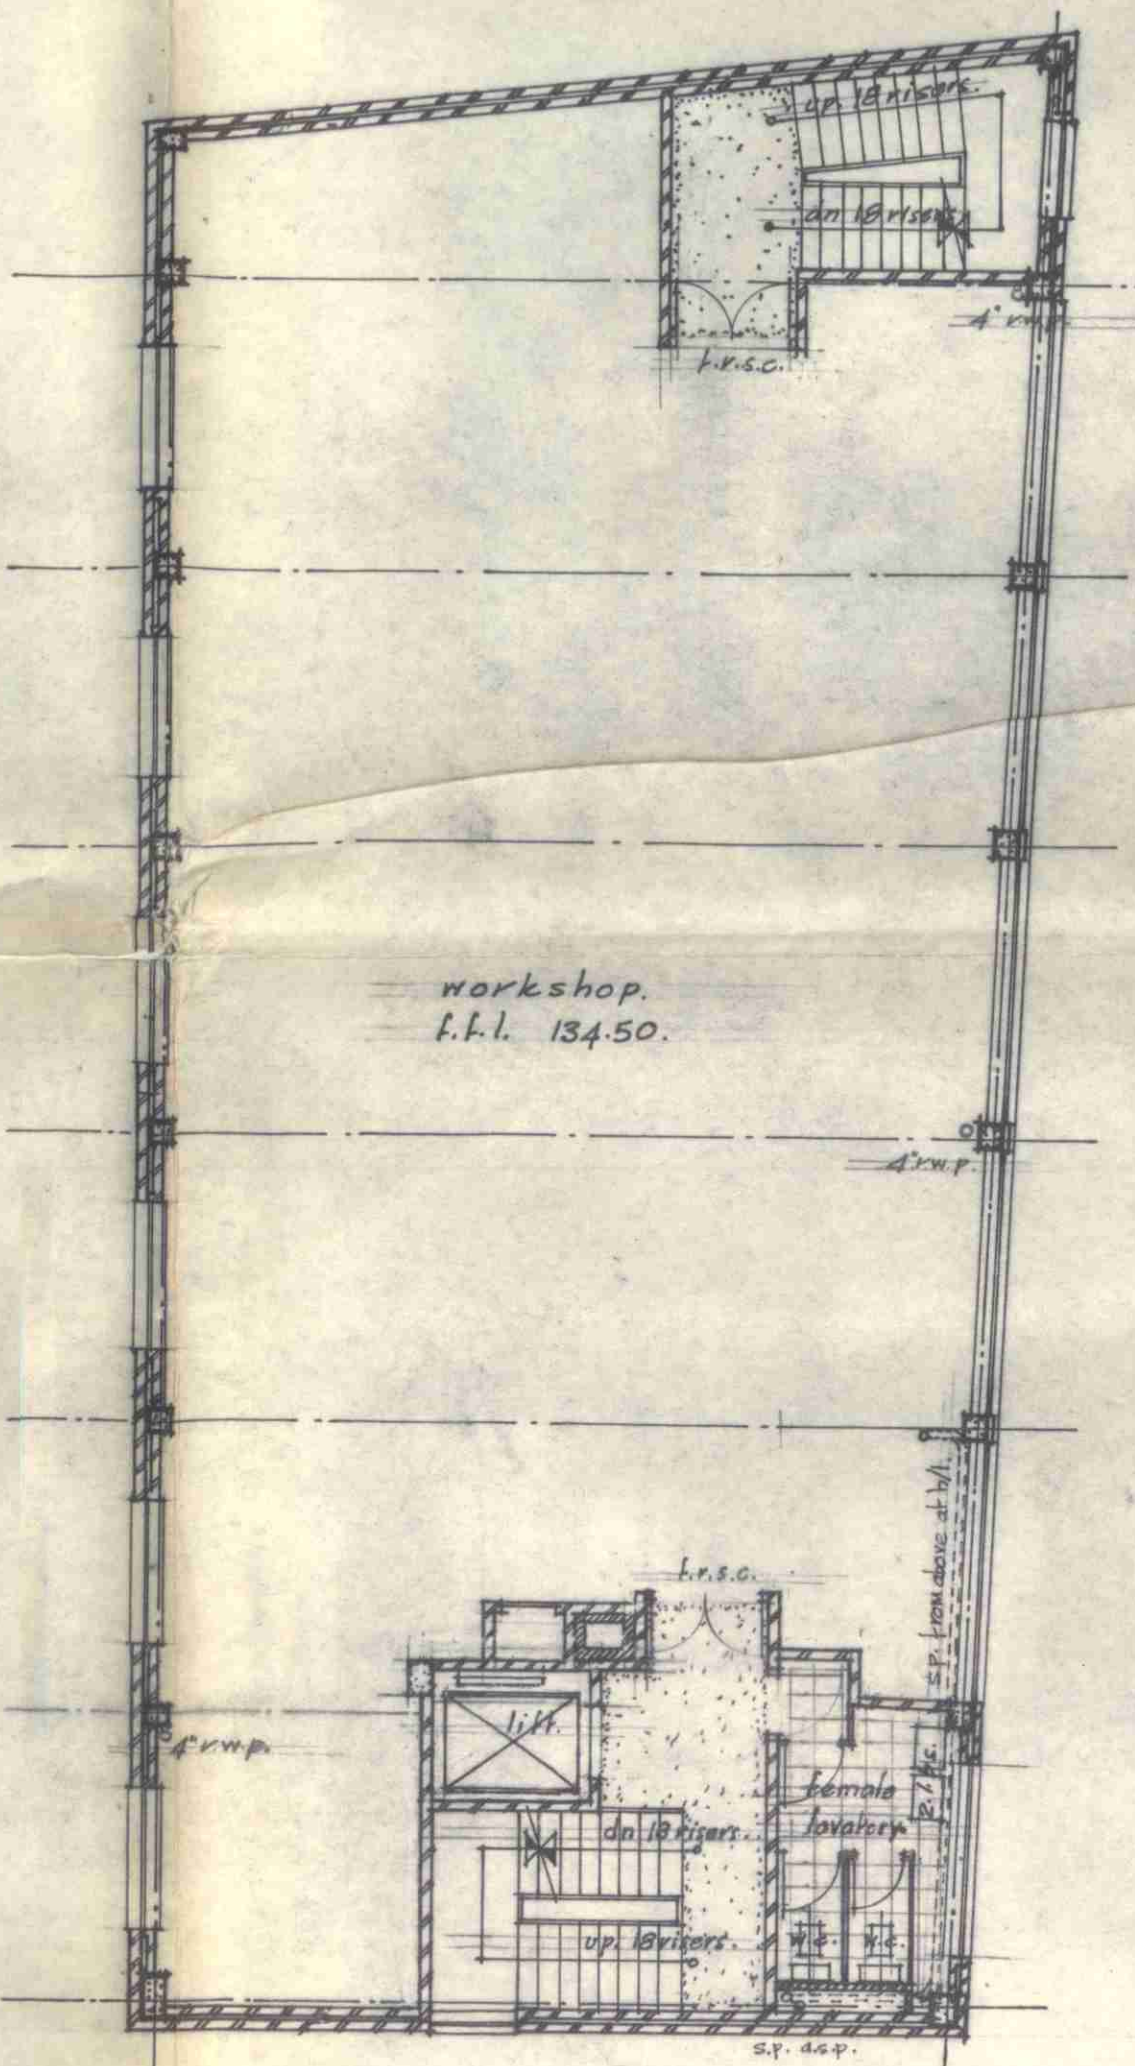 up. 18 risers.
dn 18 risers.
4" r.w.p.
f.r.s.c.
workshop.
f.f.l. 134.50.
4" r.w.p.
s.p. from above at h/l.
f.r.s.c.
lift.
4" r.w.p.
female
lavatory.
dn 18 risers.
up. 18 risers.
w.c. w.c.
s.p. a.s.p.